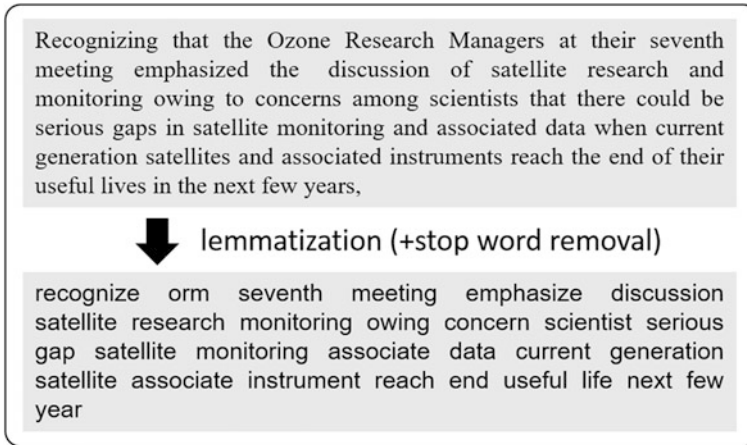 Recognizing that the Ozone Research Managers at their seventh
meeting emphasized the discussion of satellite research and
monitoring owing to concerns among scientists that there could be
serious gaps in satellite monitoring and associated data when current
generation satellites and associated instruments reach the end of their
useful lives in the next few years,
lemmatization (+stop word removal)
recognize orm seventh meeting emphasize discussion
satellite research monitoring owing concern scientist serious
gap satellite monitoring associate data current generation
satellite associate instrument reach end useful life next few
year